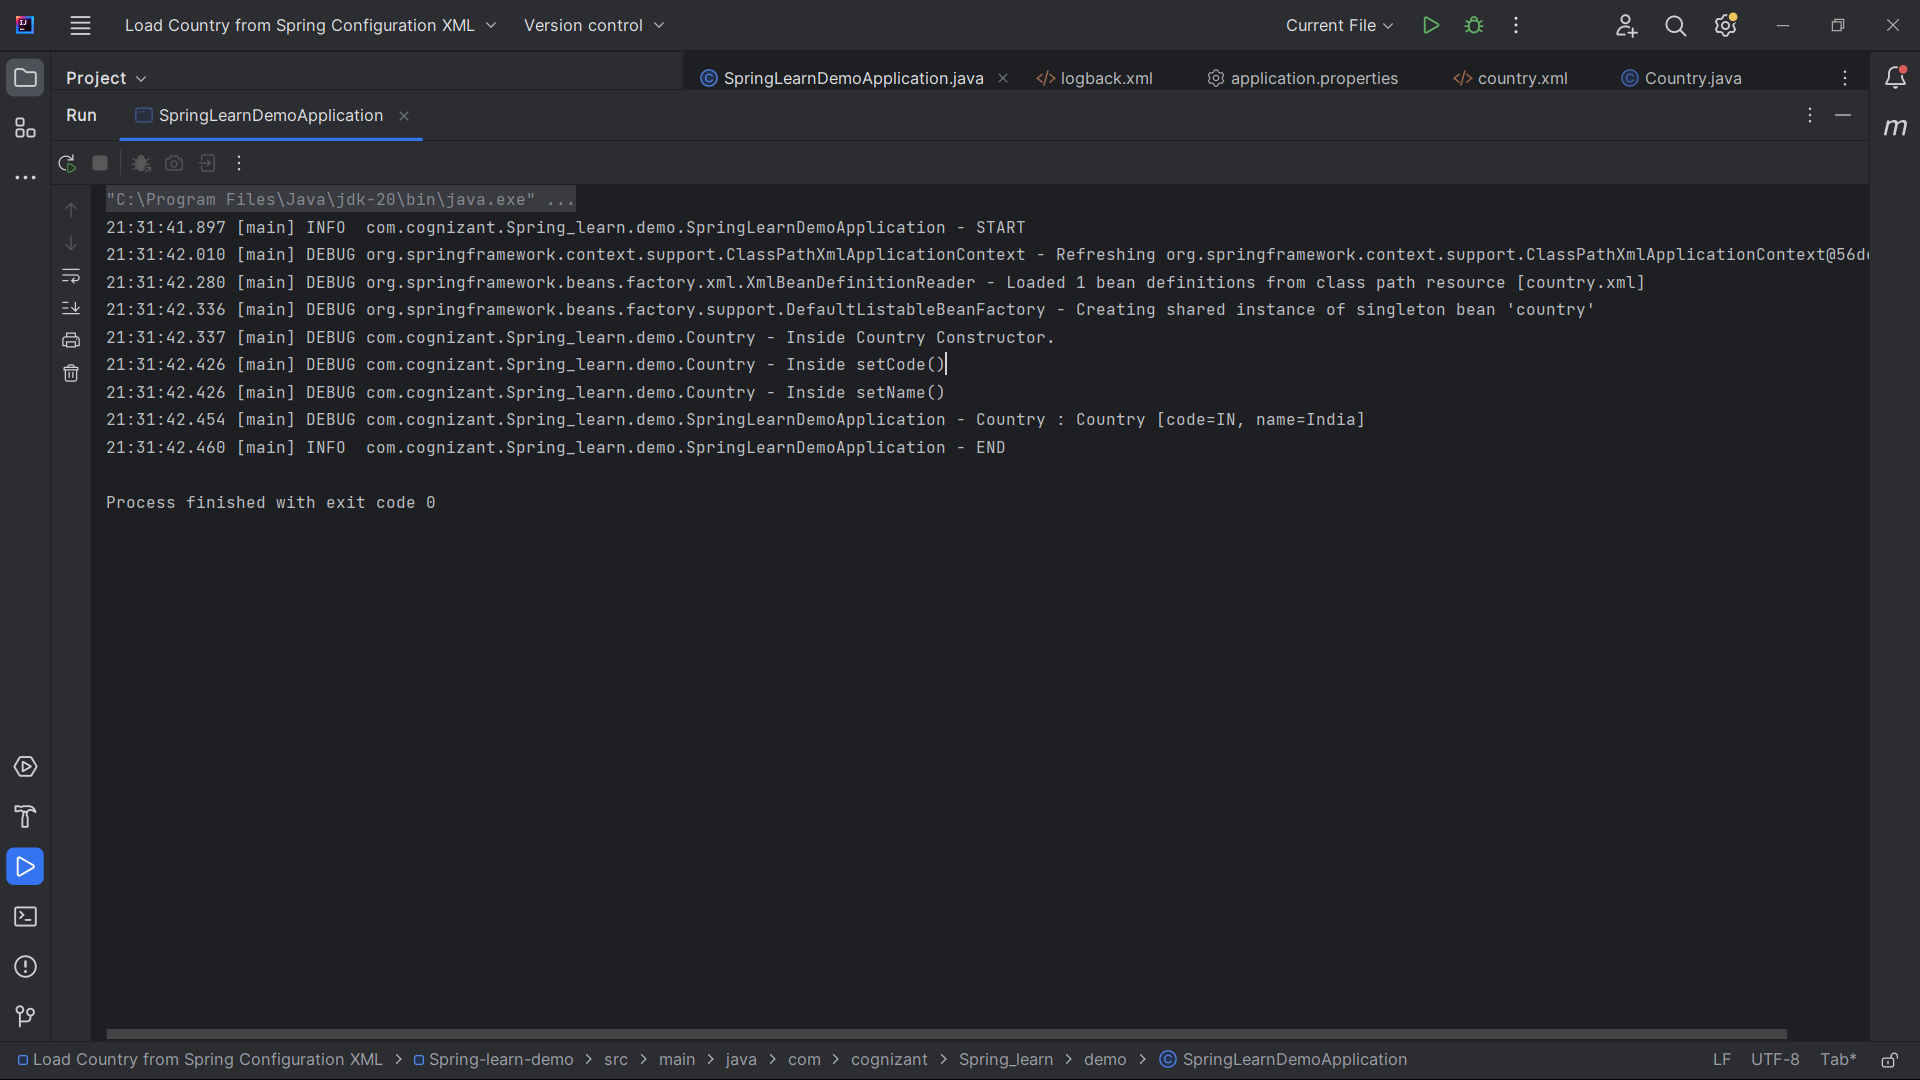 Load Country from Spring Configuration XML Version control Current File
Project SpringLearnDemoApplication.java logback.xml application.properties country.xml Country.java
Run SpringLearnDemoApplication
"C:\Program Files\Java\jdk-20\bin\java.exe" ...
21:31:41.897 [main] INFO  com.cognizant.Spring_learn.demo.SpringLearnDemoApplication - START
21:31:42.010 [main] DEBUG org.springframework.context.support.ClassPathXmlApplicationContext - Refreshing org.springframework.context.support.ClassPathXmlApplicationContext@56d
21:31:42.280 [main] DEBUG org.springframework.beans.factory.xml.XmlBeanDefinitionReader - Loaded 1 bean definitions from class path resource [country.xml]
21:31:42.336 [main] DEBUG org.springframework.beans.factory.support.DefaultListableBeanFactory - Creating shared instance of singleton bean 'country'
21:31:42.337 [main] DEBUG com.cognizant.Spring_learn.demo.Country - Inside Country Constructor.
21:31:42.426 [main] DEBUG com.cognizant.Spring_learn.demo.Country - Inside setCode()
21:31:42.426 [main] DEBUG com.cognizant.Spring_learn.demo.Country - Inside setName()
21:31:42.454 [main] DEBUG com.cognizant.Spring_learn.demo.SpringLearnDemoApplication - Country : Country [code=IN, name=India]
21:31:42.460 [main] INFO  com.cognizant.Spring_learn.demo.SpringLearnDemoApplication - END
Process finished with exit code 0
Load Country from Spring Configuration XML > Spring-learn-demo > src > main > java > com > cognizant > Spring_learn > demo > SpringLearnDemoApplication LF UTF-8 Tab*